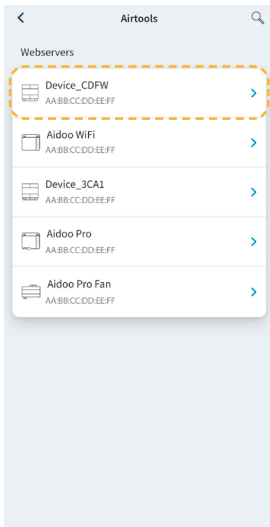 Airtools
Webservers
Device_CDFW
AA:BB:CC:DD:EE:FF
Aidoo WiFi
AA:BB:CC:DD:EE:FF
Device_3CA1
AA:BB:CC:DD:EE:FF
Aidoo Pro
AA:BB:CC:DD:EE:FF
Aidoo Pro Fan
AA:BB:CC:DD:EE:FF